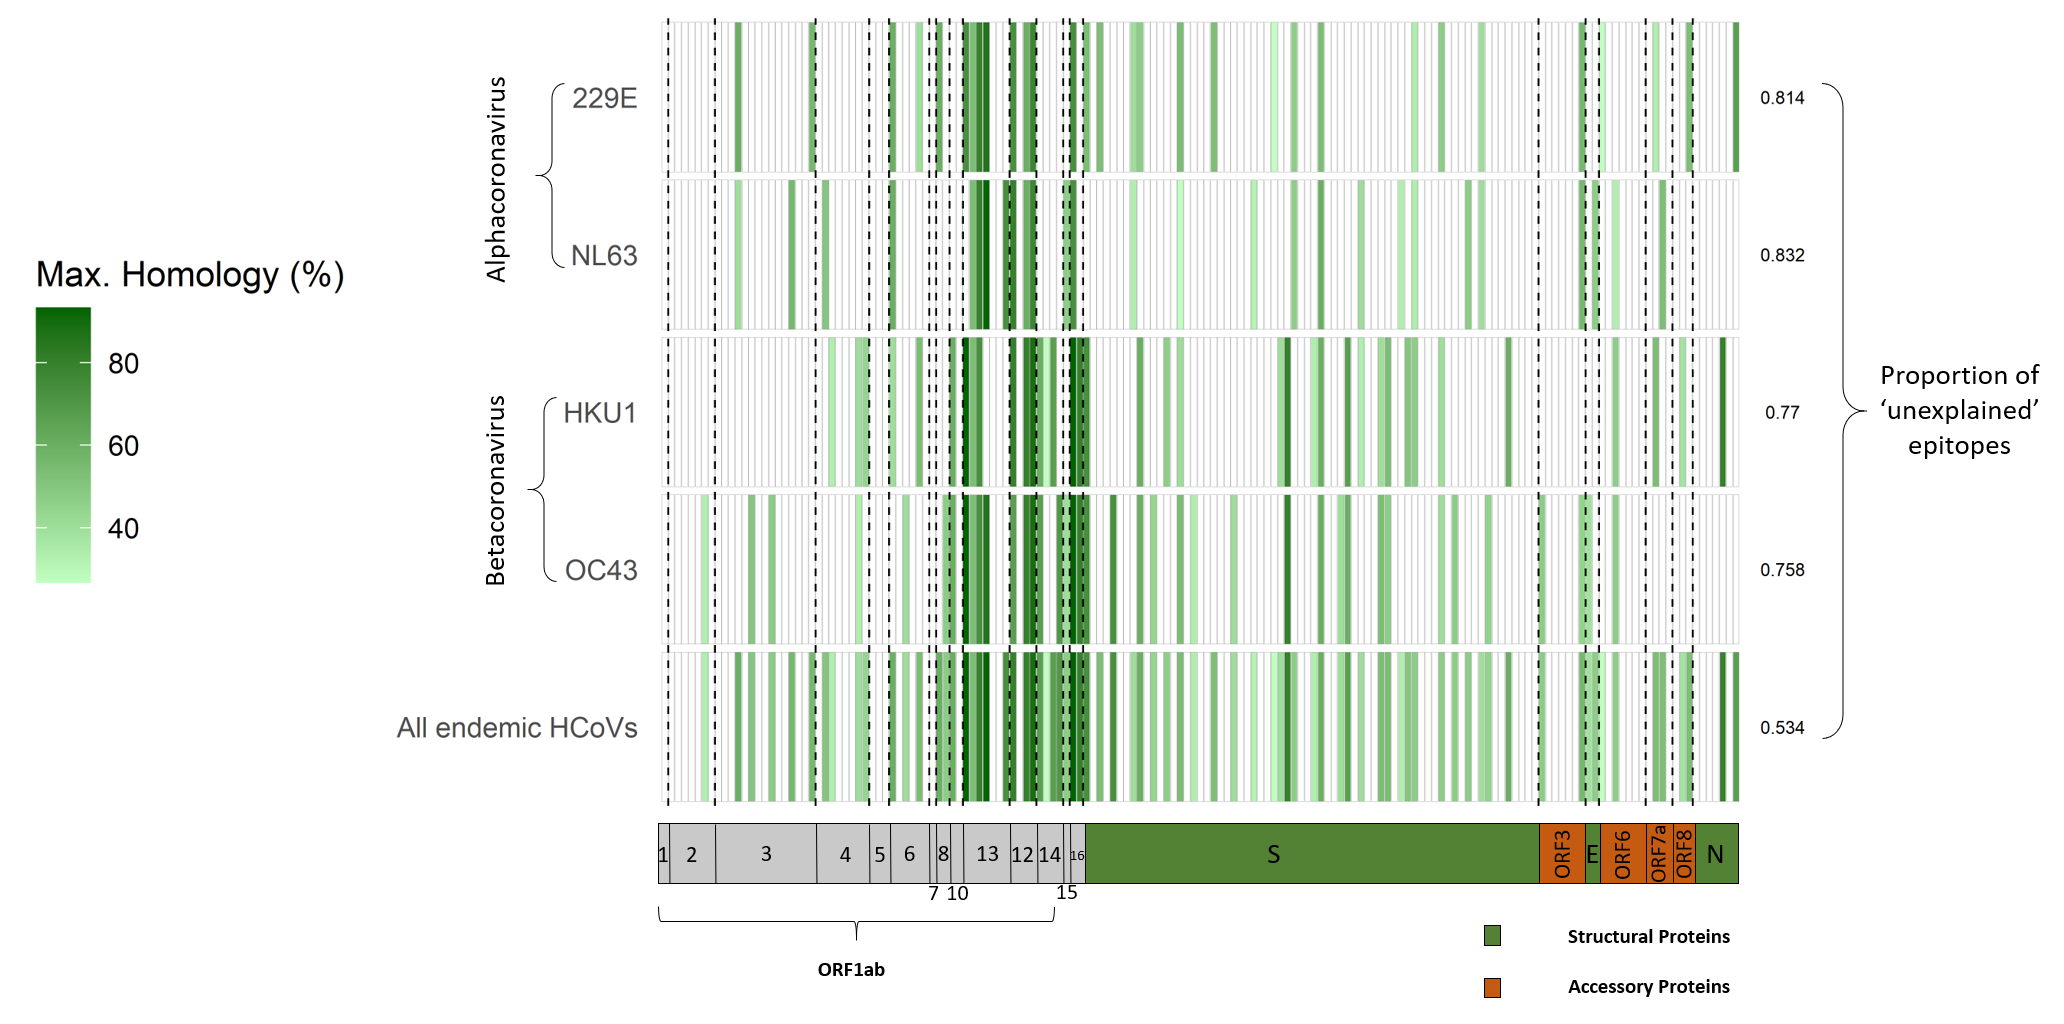 Max. Homology (%)
80
60
40
Alphacoronavirus
229E
NL63
Betacoronavirus
HKU1
OC43
All endemic HCoVs
0.814
0.832
0.77
0.758
0.534
Proportion of
‘unexplained’
epitopes
1 2 3 4 5 6 8 13 12 14 16 S ORF3 E ORF6 ORF7a ORF8 N
7 10 15
ORF1ab
Structural Proteins
Accessory Proteins